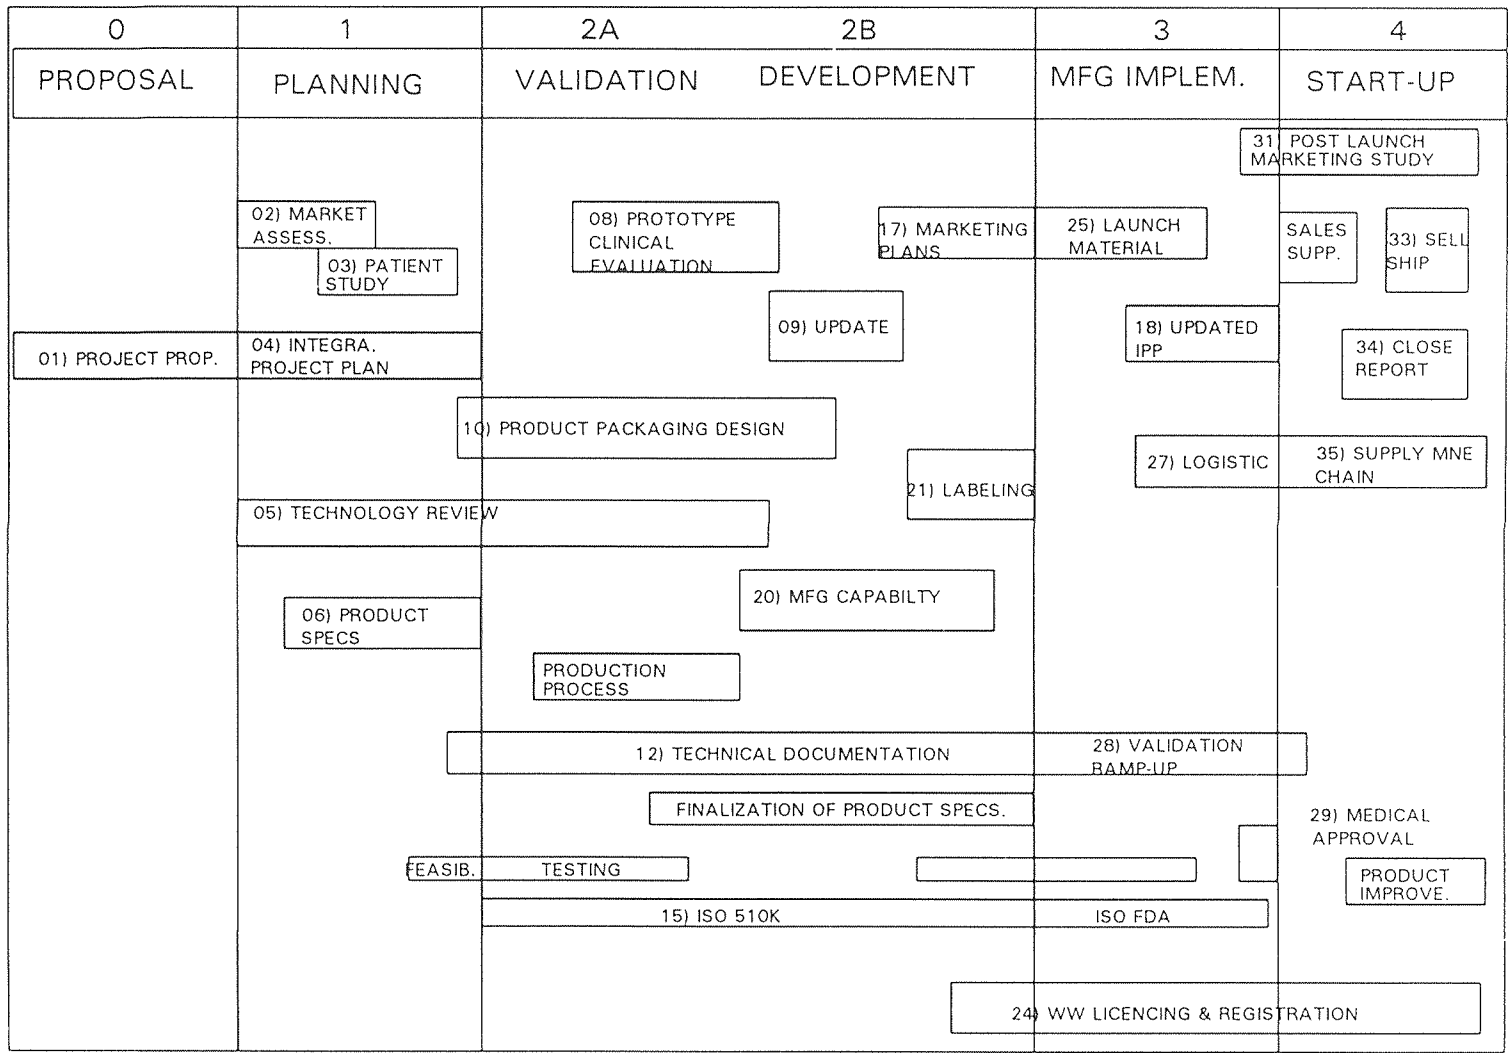 0
1
2A
2B
3
4
PROPOSAL
PLANNING
VALIDATION
DEVELOPMENT
MFG IMPLEM.
START-UP
31) POST LAUNCH
MARKETING STUDY
02) MARKET
ASSESS.
03) PATIENT
STUDY
08) PROTOTYPE
CLINICAL
EVALUATION
17) MARKETING
PLANS
25) LAUNCH
MATERIAL
SALES
SUPP.
33) SELL
SHIP
01) PROJECT PROP.
04) INTEGRA.
PROJECT PLAN
09) UPDATE
18) UPDATED
IPP
34) CLOSE
REPORT
10) PRODUCT PACKAGING DESIGN
21) LABELING
27) LOGISTIC
35) SUPPLY MNE
CHAIN
05) TECHNOLOGY REVIEW
06) PRODUCT
SPECS
20) MFG CAPABILTY
PRODUCTION
PROCESS
12) TECHNICAL DOCUMENTATION
28) VALIDATION
RAMP-UP
FINALIZATION OF PRODUCT SPECS.
29) MEDICAL
APPROVAL
FEASIB.
TESTING
PRODUCT
IMPROVE.
15) ISO 510K
ISO FDA
24) WW LICENCING & REGISTRATION